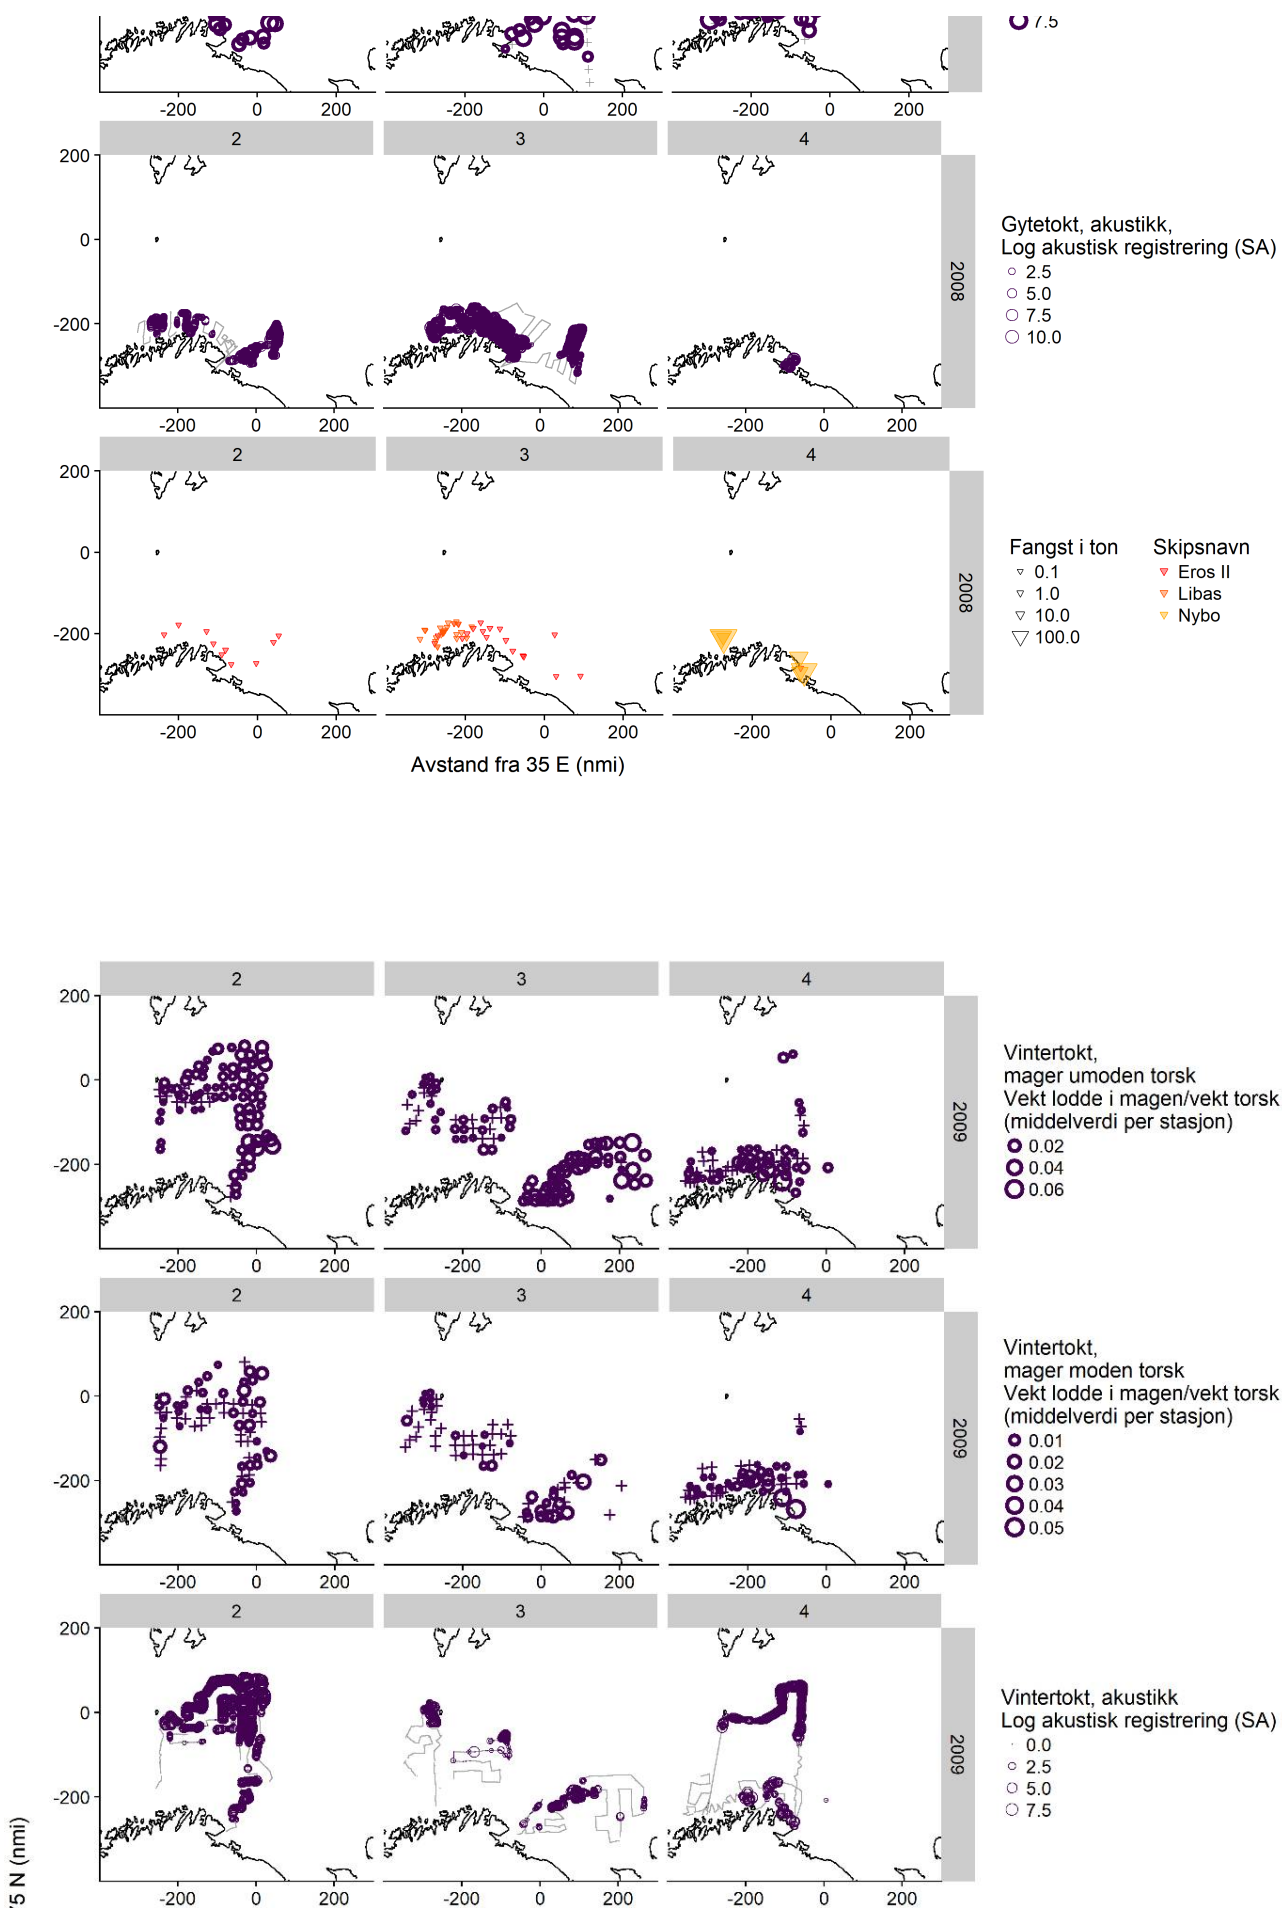 7.5
-200 0 200 -200 0 200 -200 0 200
2 3 4
200
0
-200
2008
Gytetokt, akustikk,
Log akustisk registrering (SA)
2.5
5.0
7.5
10.0
-200 0 200 -200 0 200 -200 0 200
2 3 4
200
0
-200
2008
Fangst i ton
0.1
1.0
10.0
100.0
Skipsnavn
Eros II
Libas
Nybo
-200 0 200 -200 0 200 -200 0 200
Avstand fra 35 E (nmi)
2 3 4
200
0
-200
2009
Vintertokt,
mager umoden torsk
Vekt lodde i magen/vekt torsk
(middelverdi per stasjon)
0.02
0.04
0.06
-200 0 200 -200 0 200 -200 0 200
2 3 4
200
0
-200
2009
Vintertokt,
mager moden torsk
Vekt lodde i magen/vekt torsk
(middelverdi per stasjon)
0.01
0.02
0.03
0.04
0.05
-200 0 200 -200 0 200 -200 0 200
2 3 4
200
0
-200
2009
Vintertokt, akustikk
Log akustisk registrering (SA)
0.0
2.5
5.0
7.5
-200 0 200 -200 0 200 -200 0 200
75 N (nmi)